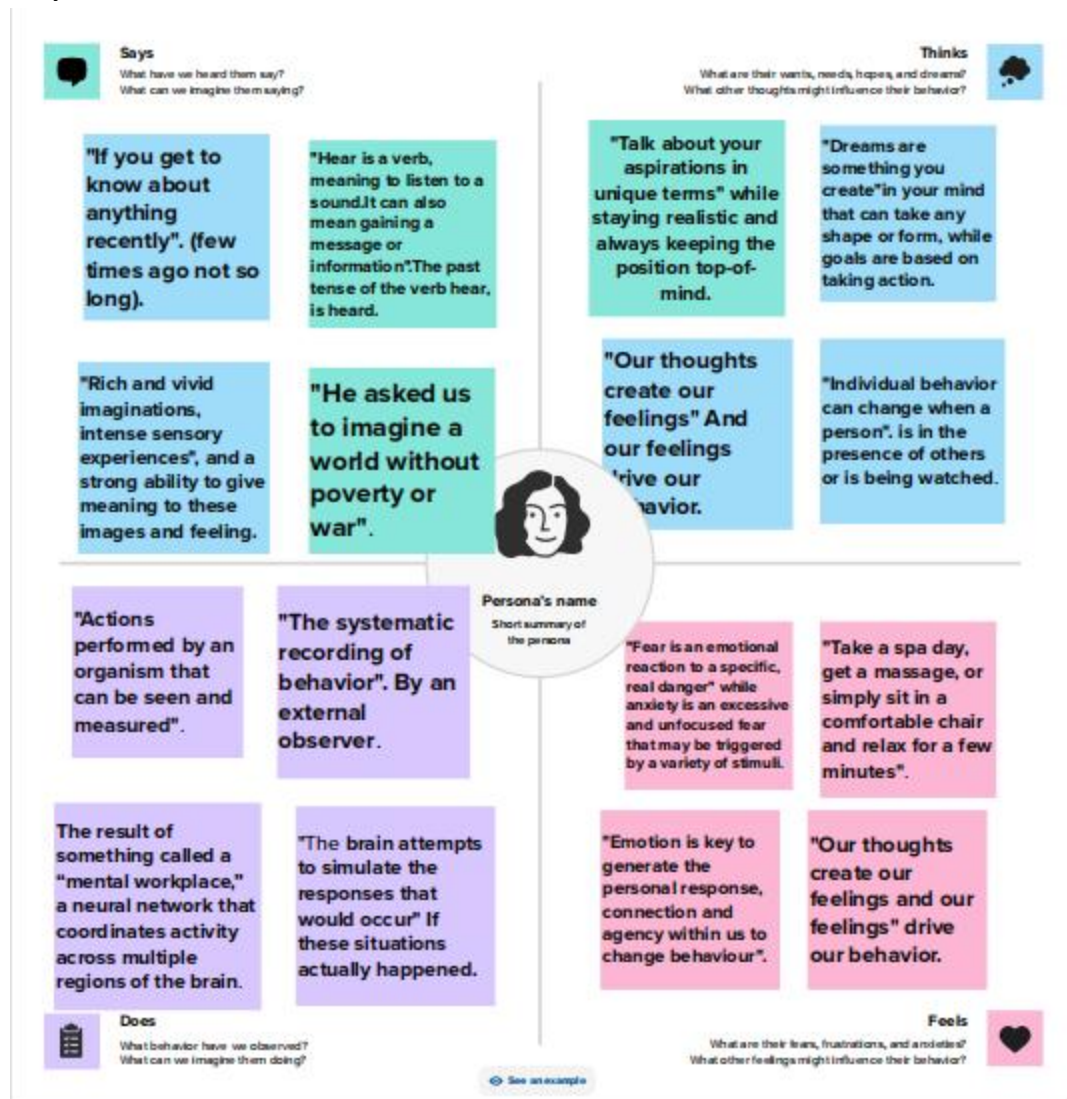 Says
What have we heard them say?
What can we imagine them saying?
Thinks
What are their wants, needs, hopes, and dreams?
What other thoughts might influence their behavior?
"If you get to
know about
anything
recently". (few
times ago not so
long).
"Hear is a verb,
meaning to listen to a
sound.It can also
mean gaining a
message or
information".The past
tense of the verb hear,
is heard.
"Rich and vivid
imaginations,
intense sensory
experiences", and a
strong ability to give
meaning to these
images and feeling.
"He asked us
to imagine a
world without
poverty or
war".
"Talk about your
aspirations in
unique terms" while
staying realistic and
always keeping the
position top-of-
mind.
"Dreams are
something you
create"in your mind
that can take any
shape or form, while
goals are based on
taking action.
"Our thoughts
create our
feelings" And
our feelings
rive our
avior.
"Individual behavior
can change when a
person". is in the
presence of others
or is being watched.
Persona's name
Short summary of
the persona
"Actions
performed by an
organism that
can be seen and
measured".
"The systematic
recording of
behavior". By an
external
observer.
The result of
something called a
“mental workplace,”
a neural network that
coordinates activity
across multiple
regions of the brain.
"The brain attempts
to simulate the
responses that
would occur" If
these situations
actually happened.
"Fear is an emotional
reaction to a specific,
real danger" while
anxiety is an excessive
and unfocused fear
that may be triggered
by a variety of stimuli.
"Take a spa day,
get a massage, or
simply sit in a
comfortable chair
and relax for a few
minutes".
"Emotion is key to
generate the
personal response,
connection and
agency within us to
change behaviour".
"Our thoughts
create our
feelings and our
feelings" drive
our behavior.
Does
What behavior have we observed?
What can we imagine them doing?
Feels
What are their fears, frustrations, and anxieties?
What other feelings might influence their behavior?
See an example